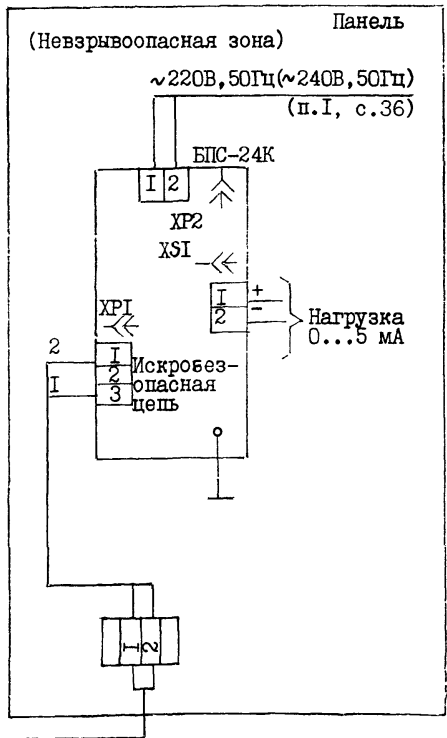 Панель
(Невзрывоопасная зона)
~220В,50Гц(~240В,50Гц)
(п.I, с.36)
БПС-24К
I 2
XP2
XSI
I +
2 -
Нагрузка
0...5 мА
XPI
2
I
I
2
3
Искробез-
опасная
цепь
I 2